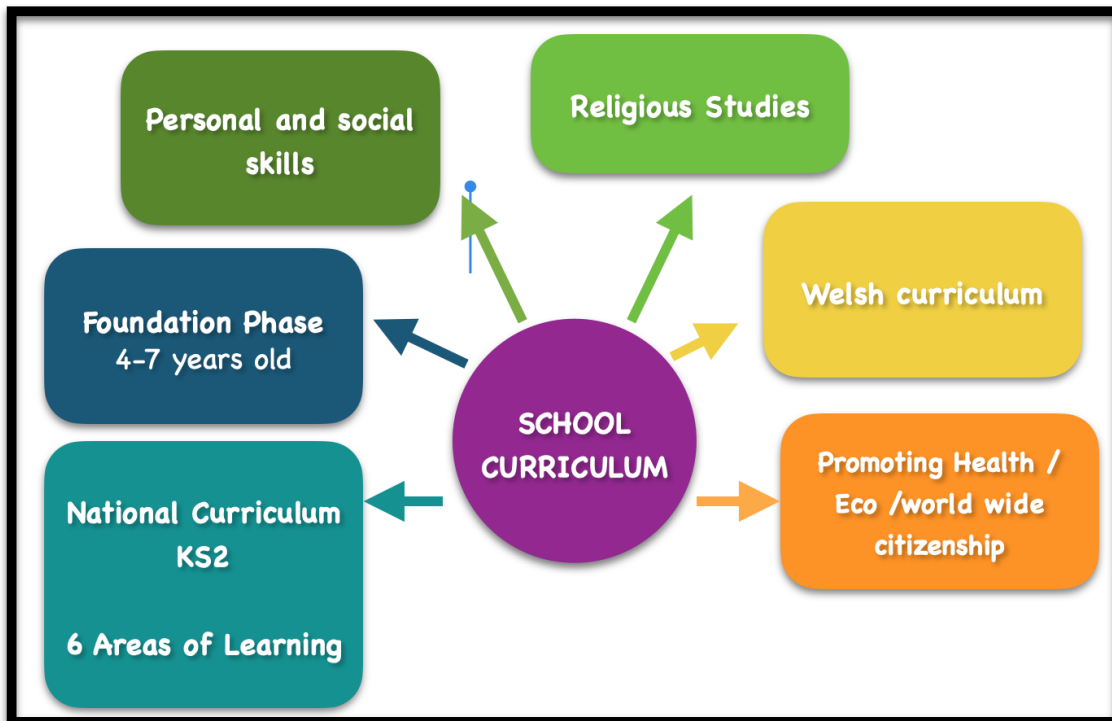 Personal and social
skills
Religious Studies
Foundation Phase
4-7 years old
Welsh curriculum
SCHOOL
CURRICULUM
National Curriculum
KS2
6 Areas of Learning
Promoting Health /
Eco /world wide
citizenship